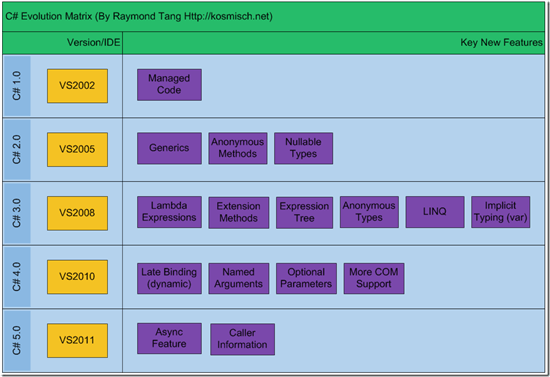 C# Evolution Matrix (By Raymond Tang Http://kosmisch.net)
Version/IDE
Key New Features
C# 1.0
VS2002
Managed
Code
C# 2.0
VS2005
Generics
Anonymous
Methods
Nullable
Types
C# 3.0
VS2008
Lambda
Expressions
Extension
Methods
Expression
Tree
Anonymous
Types
LINQ
Implicit
Typing (var)
C# 4.0
VS2010
Late Binding
(dynamic)
Named
Arguments
Optional
Parameters
More COM
Support
C# 5.0
VS2011
Async
Feature
Caller
Information